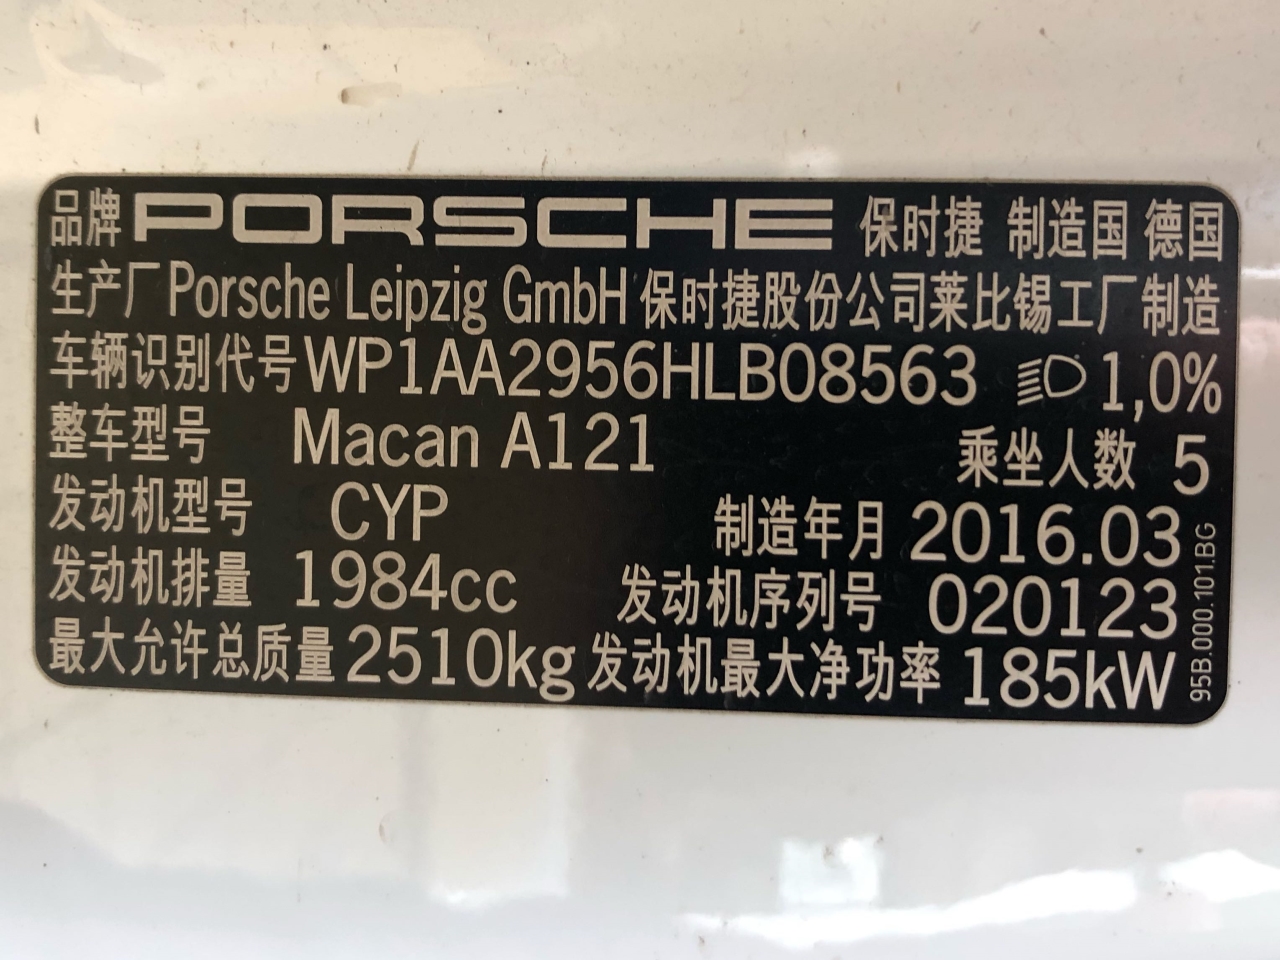 品牌 PORSCHE 保时捷 制造国 德国
生产厂 Porsche Leipzig GmbH 保时捷股份公司莱比锡工厂制造
车辆识别代号 WP1AA2956HLB08563 1,0%
整车型号 Macan A121 乘坐人数 5
发动机型号 CYP 制造年月 2016.03
发动机排量 1984cc 发动机序列号 020123
最大允许总质量 2510kg 发动机最大净功率 185kW
95B.000.101.BG